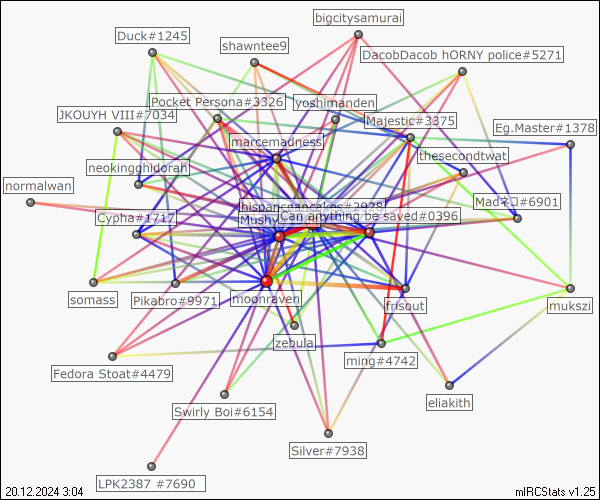 bigcitysamurai
Duck#1245
shawntee9
DacobDacob hORNY police#5271
Pocket Persona#3326
yoshimanden
JKOUYH VIII#7034
Majestic#3375
Eg.Master#1378
marcemadness
thesecondtwat
neokingghidorah
normalwan
Mad
#6901
hispancpancakes#2928
Cypha#1717
Mushy
Can anything be saved#0396
somass
Pikabro#9971
moonraven
frisout
mukszi
zebula
ming#4742
Fedora Stoat#4479
eliakith
Swirly Boi#6154
Silver#7938
LPK2387 #7690
20.12.2024 3:04
mIRCStats v1.25